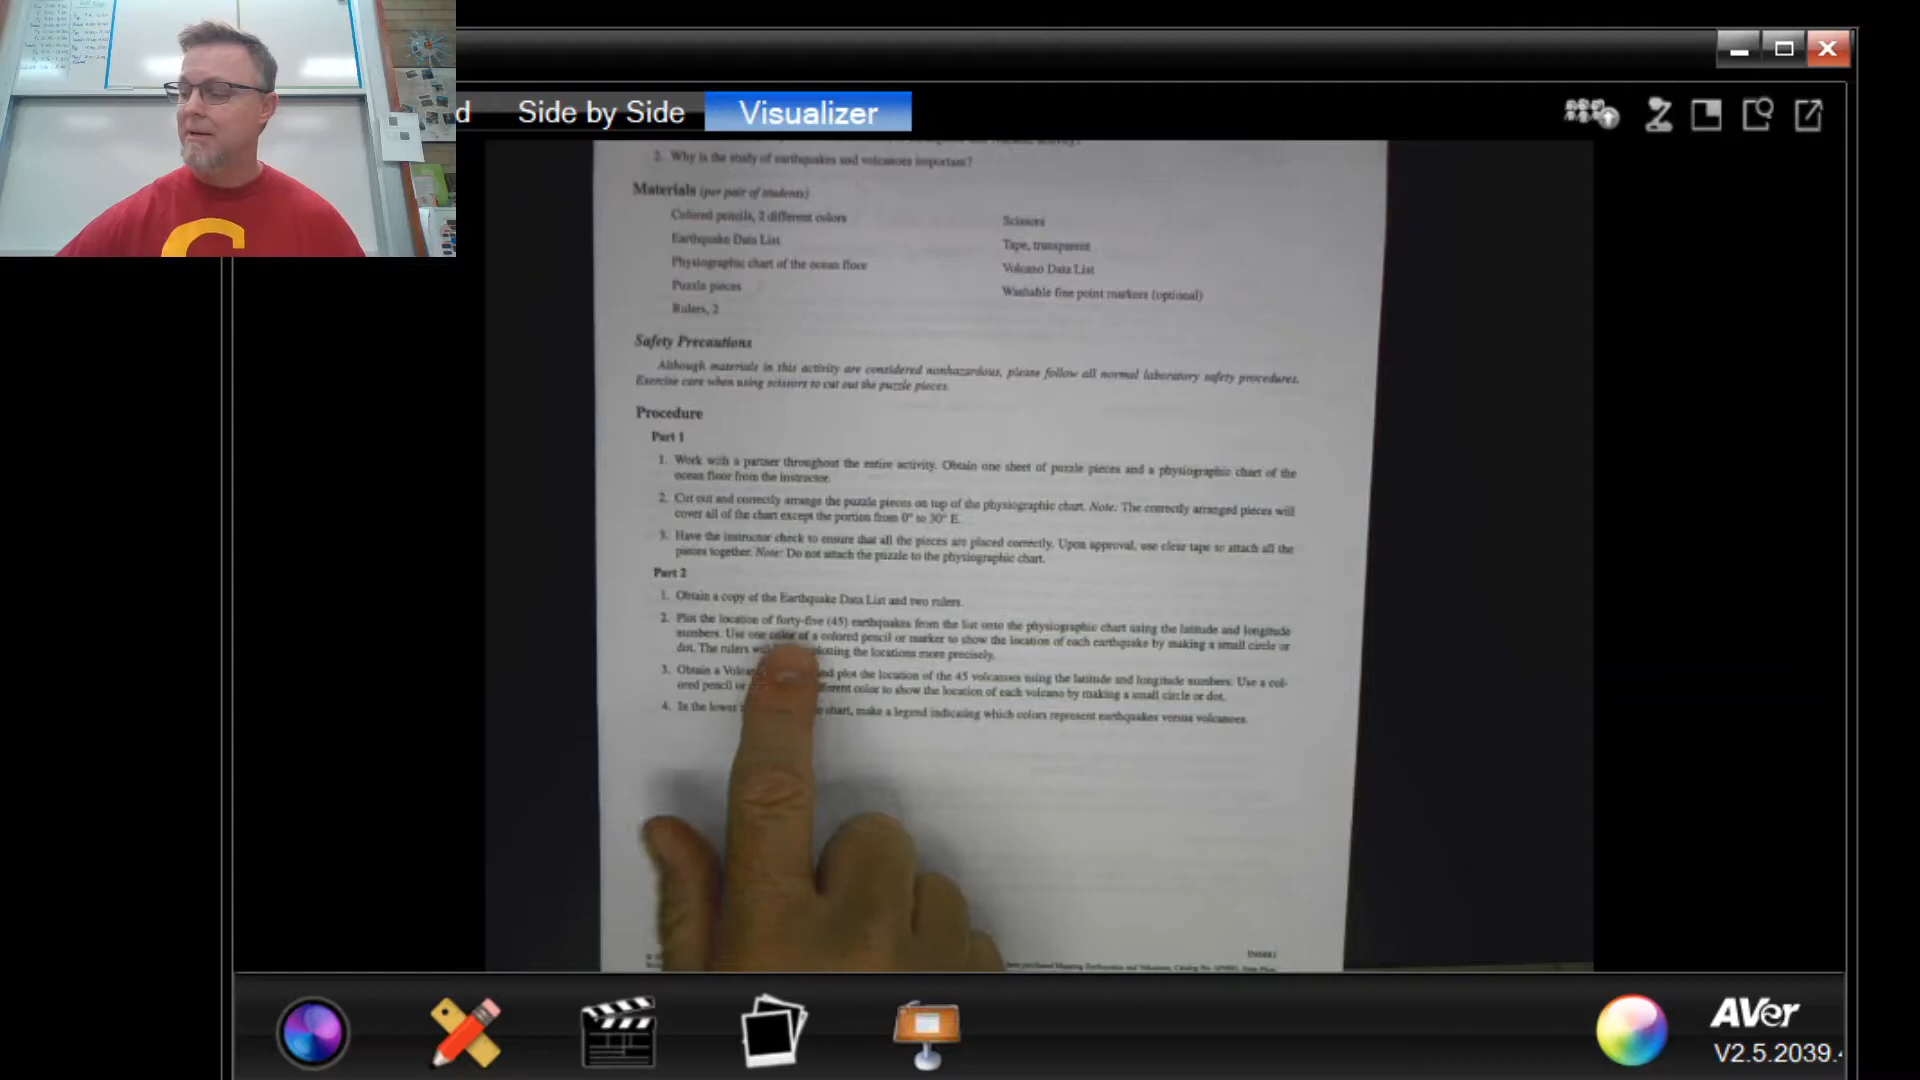 d
Side by Side
Visualizer
2. Why is the study of earthquakes and volcanoes important?
Materials (per pair of students)
Colored pencils, 2 different colors
Earthquake Data List
Physiographic chart of the ocean floor
Puzzle pieces
Rulers, 2
Scissors
Tape, transparent
Volcano Data List
Washable fine point markers (optional)
Safety Precautions
Although materials in this activity are considered nonhazardous, please follow all normal laboratory safety procedures.
Exercise care when using scissors to cut out the puzzle pieces.
Procedure
Part 1
1. Work with a partner throughout the entire activity. Obtain one sheet of puzzle pieces and a physiographic chart of the
ocean floor from the instructor.
2. Cut out and correctly arrange the puzzle pieces on top of the physiographic chart. Note: The correctly arranged pieces will
cover all of the chart except the portion from 0° to 30° E.
3. Have the instructor check to ensure that all the pieces are placed correctly. Upon approval, use clear tape to attach all the
pieces together. Note: Do not attach the puzzle to the physiographic chart.
Part 2
1. Obtain a copy of the Earthquake Data List and two rulers.
2. Plot the location of forty-five (45) earthquakes from the list onto the physiographic chart using the latitude and longitude
numbers. Use one color of a colored pencil or marker to show the location of each earthquake by making a small circle or
dot. The rulers the locations more precisely.
3. Obtain a plot the location of the 45 volcanoes using the latitude and longitude numbers. Use a col-
ored pencil or color to show the location of each volcano by making a small circle or dot.
4. In the lower chart, make a legend indicating which colors represent earthquakes versus volcanoes.
AVer
V2.5.2039.